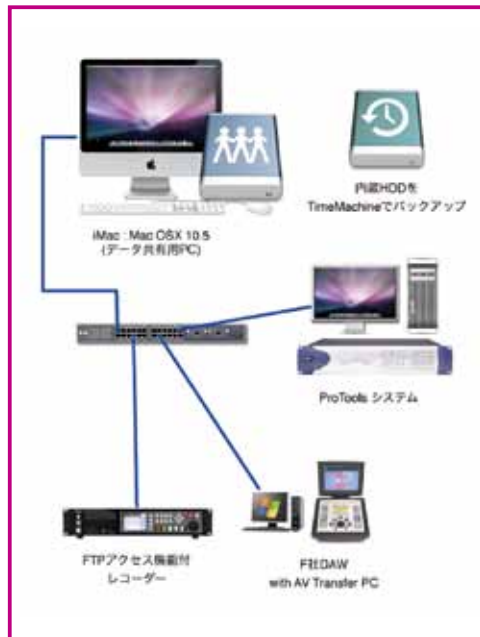 iMac : Mac OSX 10.5
(データ共有用PC)
内蔵HDDを
TimeMachineでバックアップ
ProTools システム
FTPアクセス機能付
レコーダー
F社DAW
with AV Transfer PC